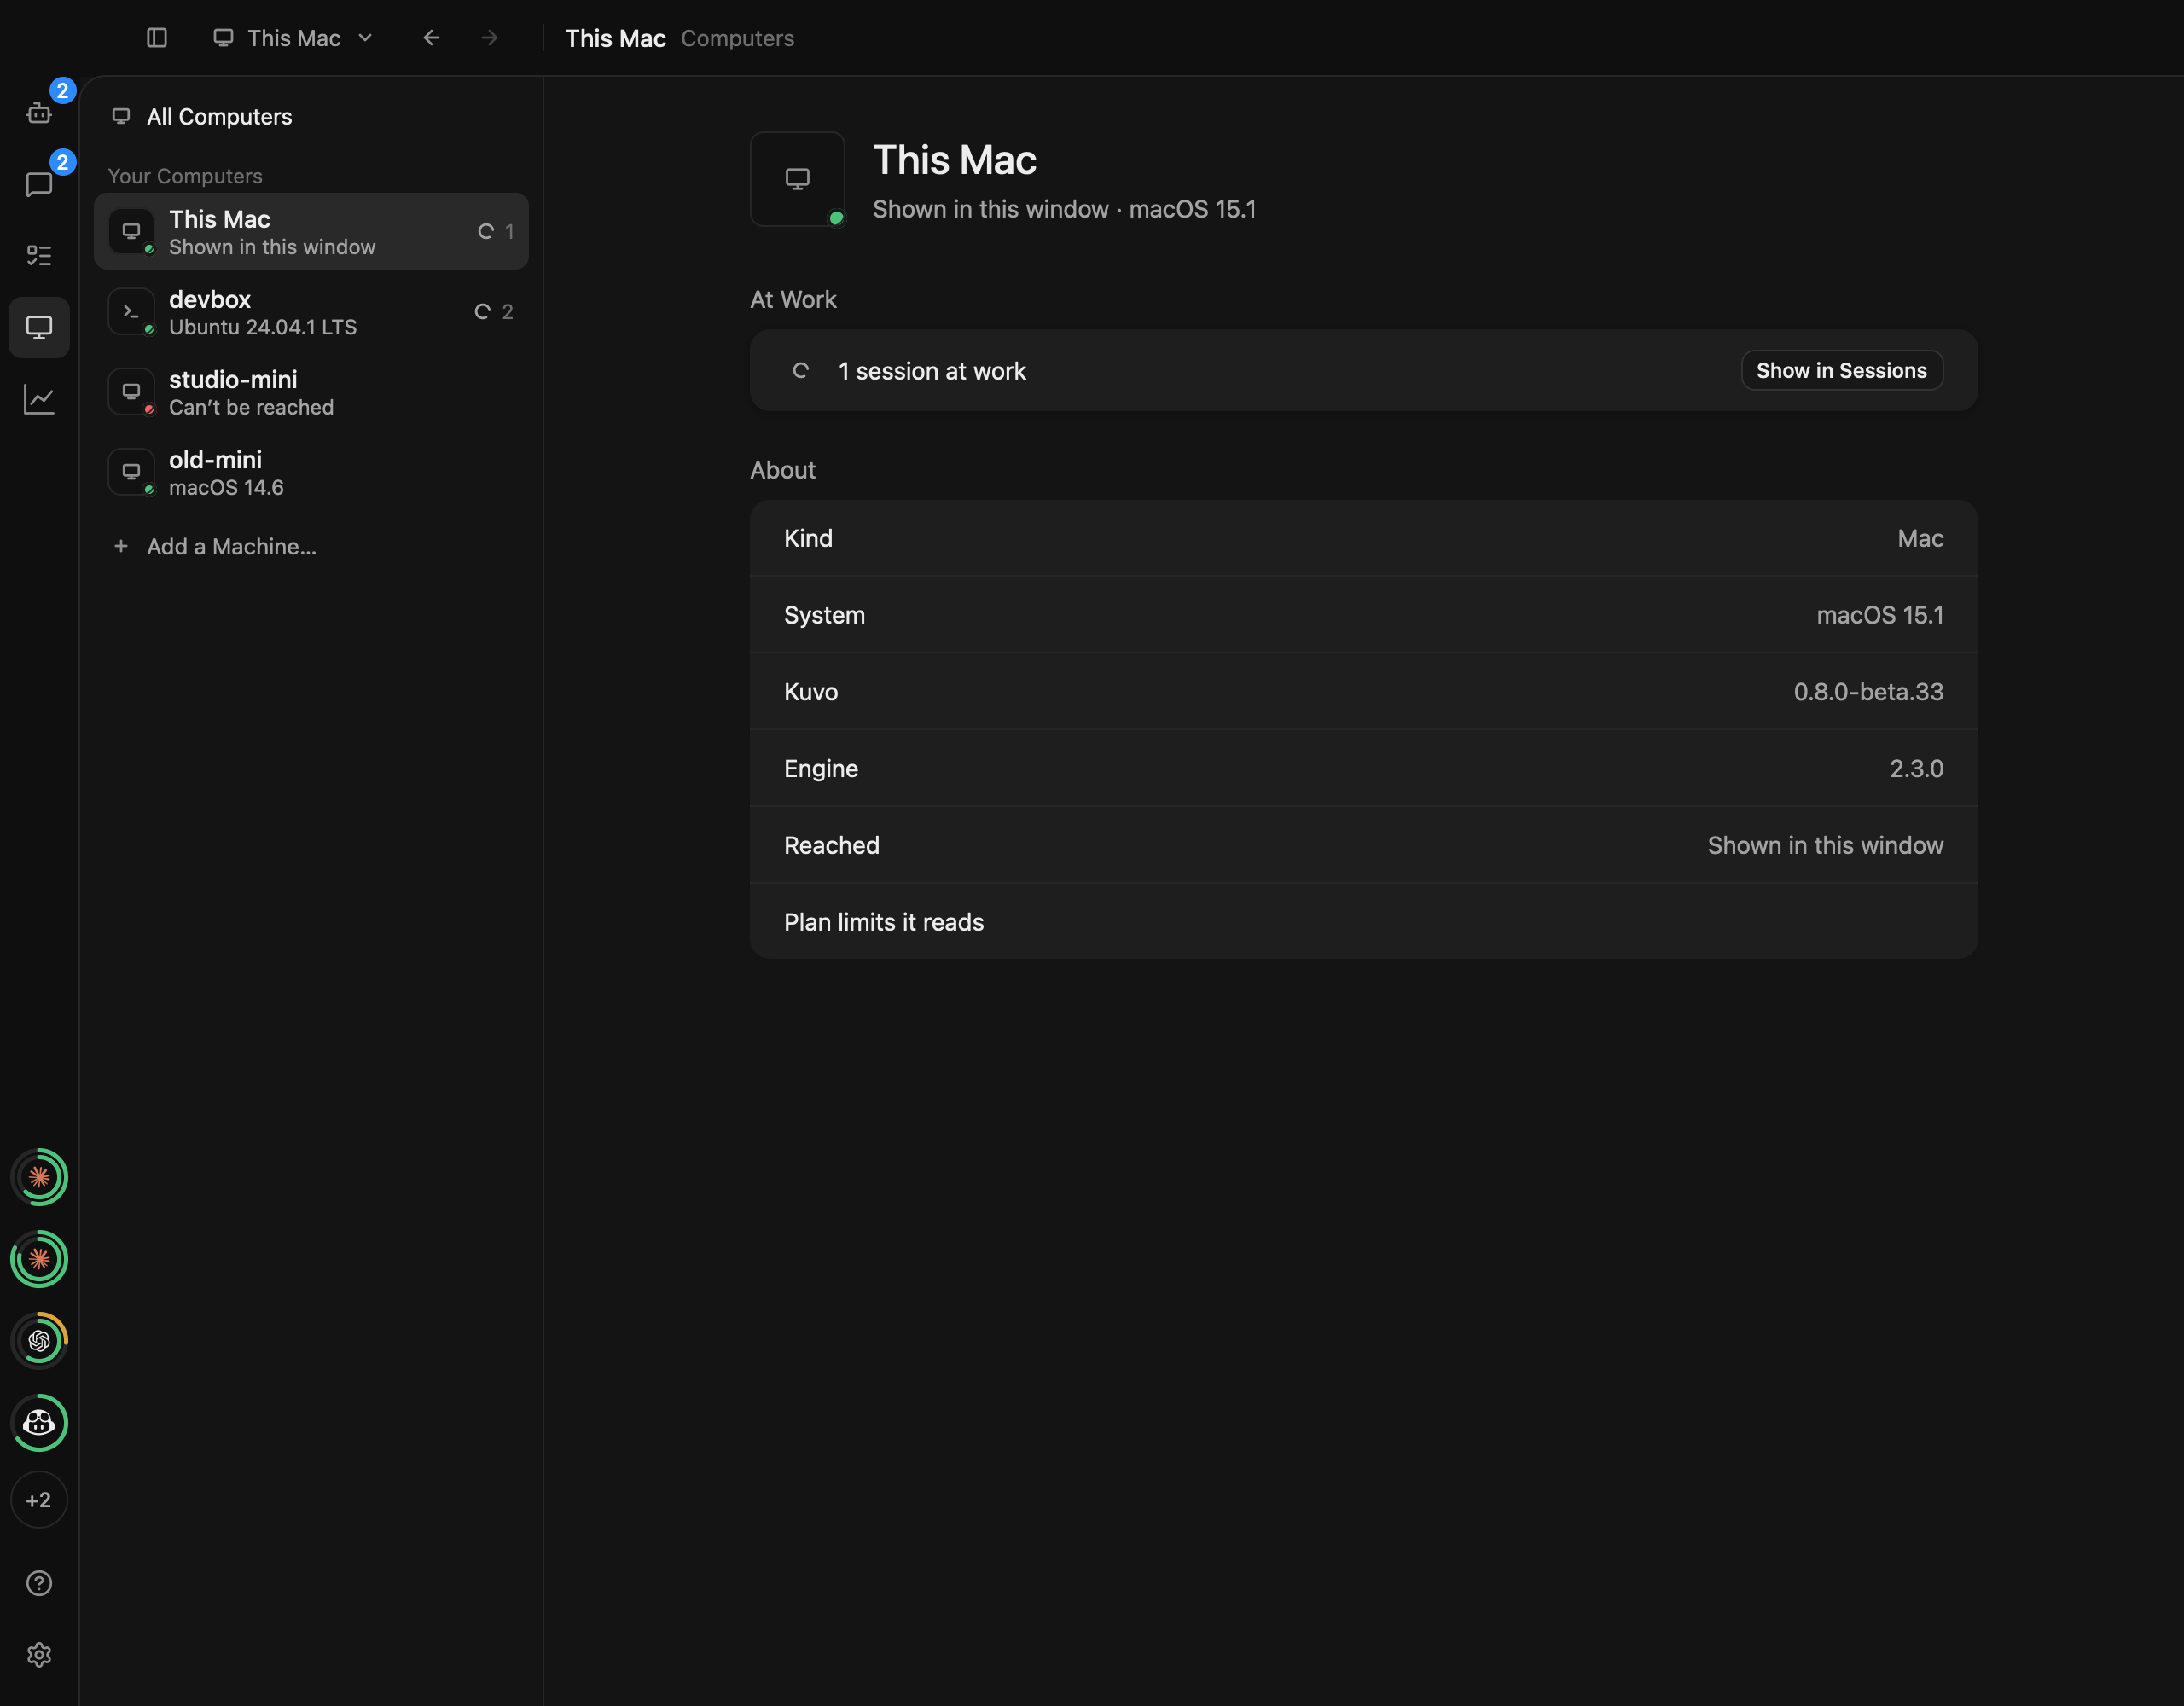 This Mac
This Mac Computers
2
2
All Computers
Your Computers
This Mac
Shown in this window
1
devbox
Ubuntu 24.04.1 LTS
2
studio-mini
Can’t be reached
old-mini
macOS 14.6
+ Add a Machine...
+2
This Mac
Shown in this window · macOS 15.1
At Work
1 session at work
Show in Sessions
About
Kind
Mac
System
macOS 15.1
Kuvo
0.8.0-beta.33
Engine
2.3.0
Reached
Shown in this window
Plan limits it reads